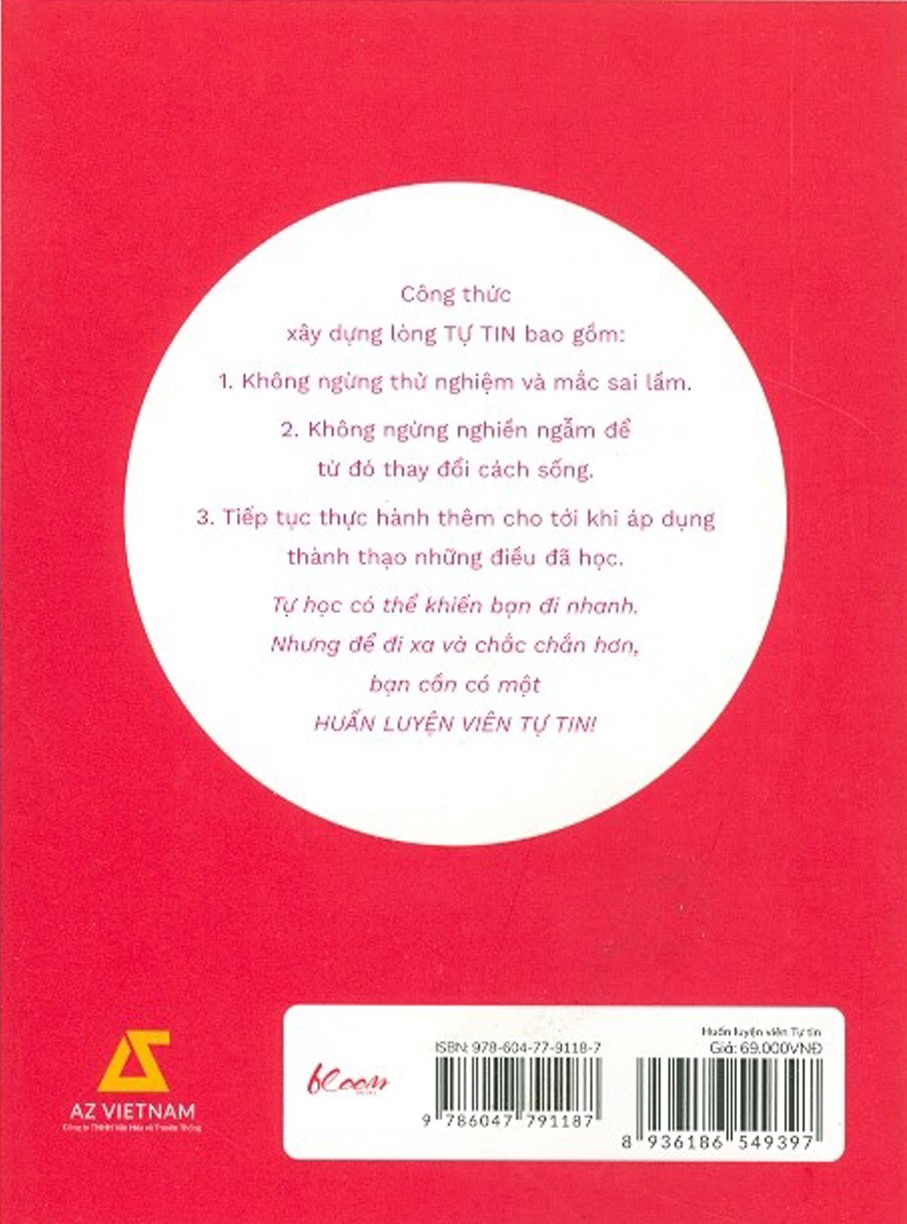 Công thức
xây dựng lòng TỰ TIN bao gồm:
1. Không ngừng thử nghiệm và mắc sai lầm.
2. Không ngừng nghiền ngẫm để
từ đó thay đổi cách sống.
3. Tiếp tục thực hành thêm cho tới khi áp dụng
thành thạo những điều đã học.
Tự học có thể khiến bạn đi nhanh.
Nhưng để đi xa và chắc chắn hơn,
bạn cần có một
HUẤN LUYỆN VIÊN TỰ TIN!
AZ VIETNAM
Công ty TNHH Văn Hóa và Truyền Thông
bloom
ISBN: 978-604-77-9118-7
9 786047 791187
Huấn luyện viên Tự tin
Giá: 69.000VNĐ
8 936186 549397